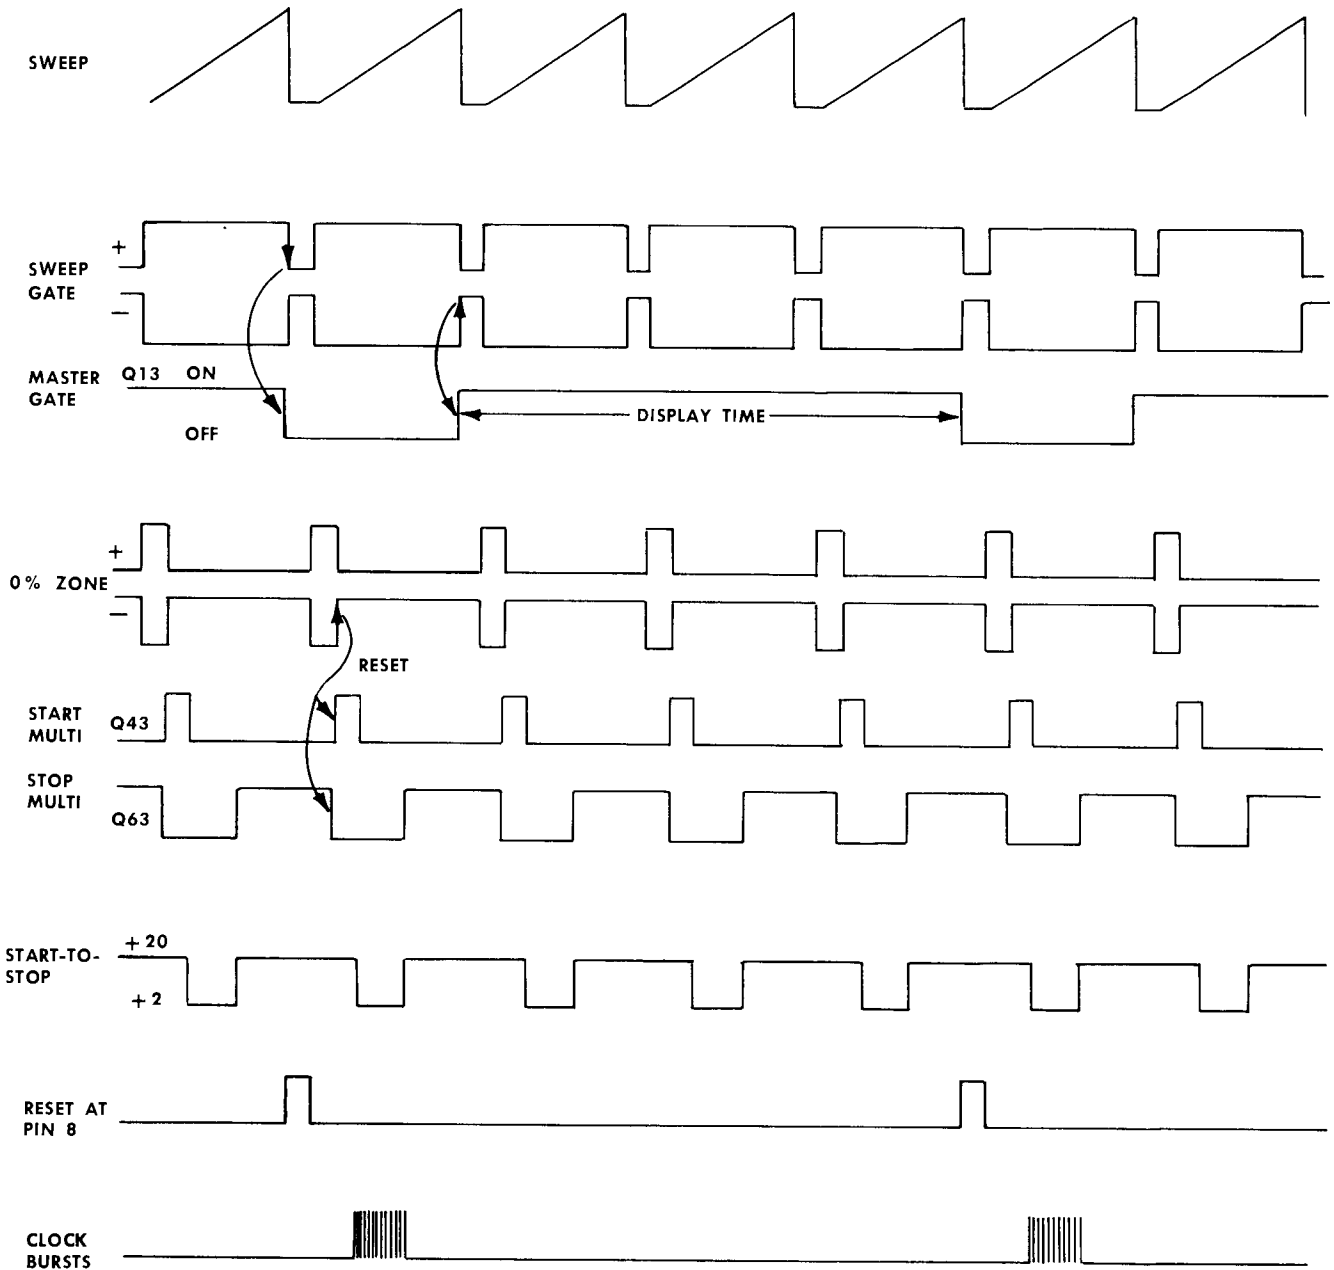 SWEEP
+
SWEEP
GATE
−
MASTER
GATE
Q13 ON
OFF
DISPLAY TIME
+
0% ZONE
−
RESET
START
MULTI
Q43
STOP
MULTI
Q63
+20
START-TO-
STOP
+2
RESET AT
PIN 8
CLOCK
BURSTS